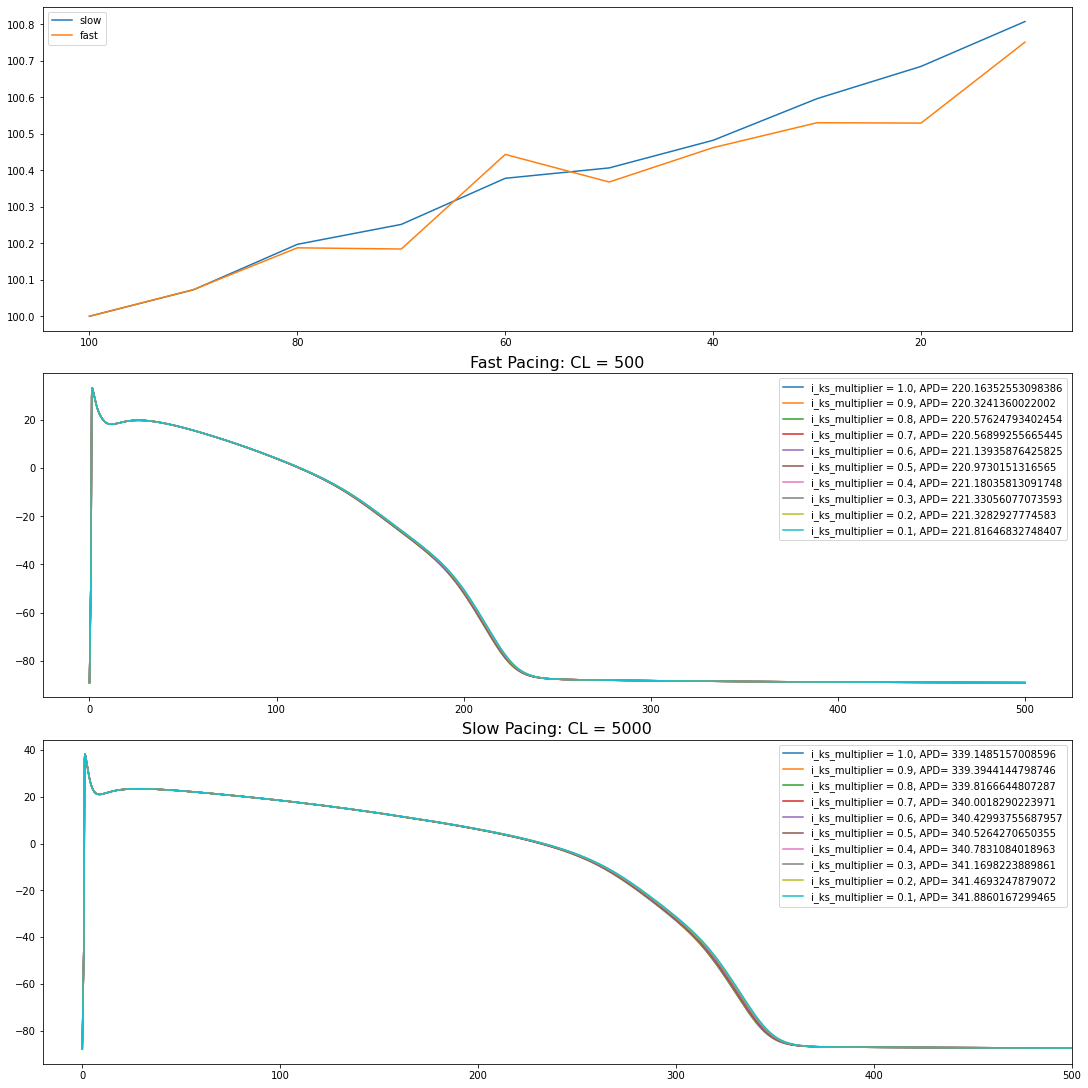 slow
fast
100.8
100.7
100.6
100.5
100.4
100.3
100.2
100.1
100.0
100 80 60 40 20
Fast Pacing: CL = 500
i_ks_multiplier = 1.0, APD= 220.16352553098386
i_ks_multiplier = 0.9, APD= 220.3241360022002
i_ks_multiplier = 0.8, APD= 220.57624793402454
i_ks_multiplier = 0.7, APD= 220.56899255665445
i_ks_multiplier = 0.6, APD= 221.13935876425825
i_ks_multiplier = 0.5, APD= 220.9730151316565
i_ks_multiplier = 0.4, APD= 221.18035813091748
i_ks_multiplier = 0.3, APD= 221.33056077073593
i_ks_multiplier = 0.2, APD= 221.3282927774583
i_ks_multiplier = 0.1, APD= 221.81646832748407
20
0
−20
−40
−60
−80
0 100 200 300 400 500
Slow Pacing: CL = 5000
i_ks_multiplier = 1.0, APD= 339.1485157008596
i_ks_multiplier = 0.9, APD= 339.3944144798746
i_ks_multiplier = 0.8, APD= 339.8166644807287
i_ks_multiplier = 0.7, APD= 340.0018290223971
i_ks_multiplier = 0.6, APD= 340.42993755687957
i_ks_multiplier = 0.5, APD= 340.5264270650355
i_ks_multiplier = 0.4, APD= 340.7831084018963
i_ks_multiplier = 0.3, APD= 341.1698223889861
i_ks_multiplier = 0.2, APD= 341.4693247879072
i_ks_multiplier = 0.1, APD= 341.8860167299465
40
20
0
−20
−40
−60
−80
0 100 200 300 400 500